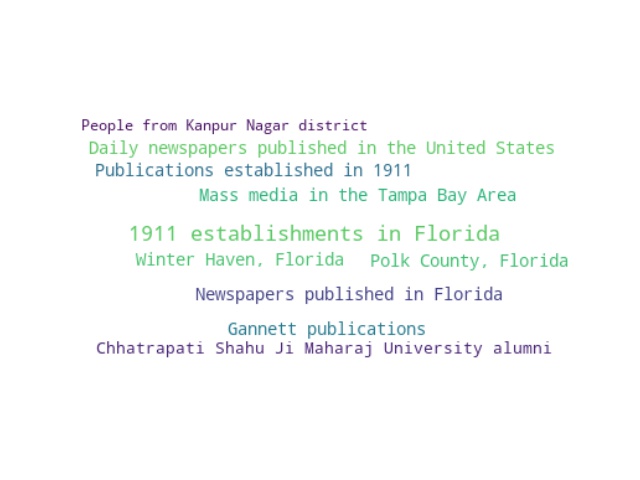 People from Kanpur Nagar district
Daily newspapers published in the United States
Publications established in 1911
Mass media in the Tampa Bay Area
1911 establishments in Florida
Winter Haven, Florida
Polk County, Florida
Newspapers published in Florida
Gannett publications
Chhatrapati Shahu Ji Maharaj University alumni